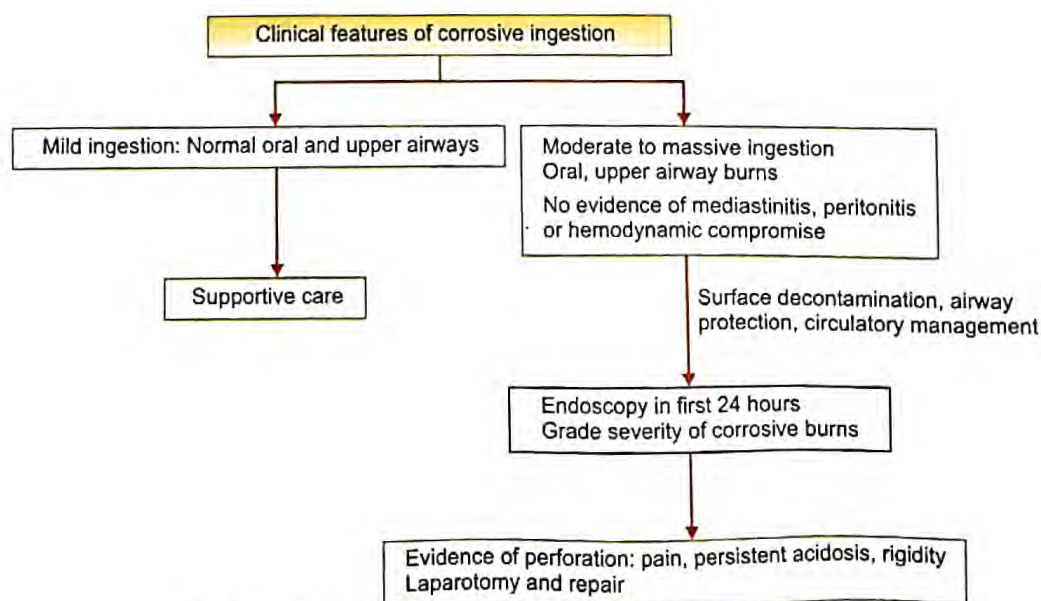 Clinical features of corrosive ingestion
Mild ingestion: Normal oral and upper airways
Moderate to massive ingestion
Oral, upper airway burns
No evidence of mediastinitis, peritonitis
or hemodynamic compromise
Supportive care
Surface decontamination, airway
protection, circulatory management
Endoscopy in first 24 hours
Grade severity of corrosive burns
Evidence of perforation: pain, persistent acidosis, rigidity
Laparotomy and repair